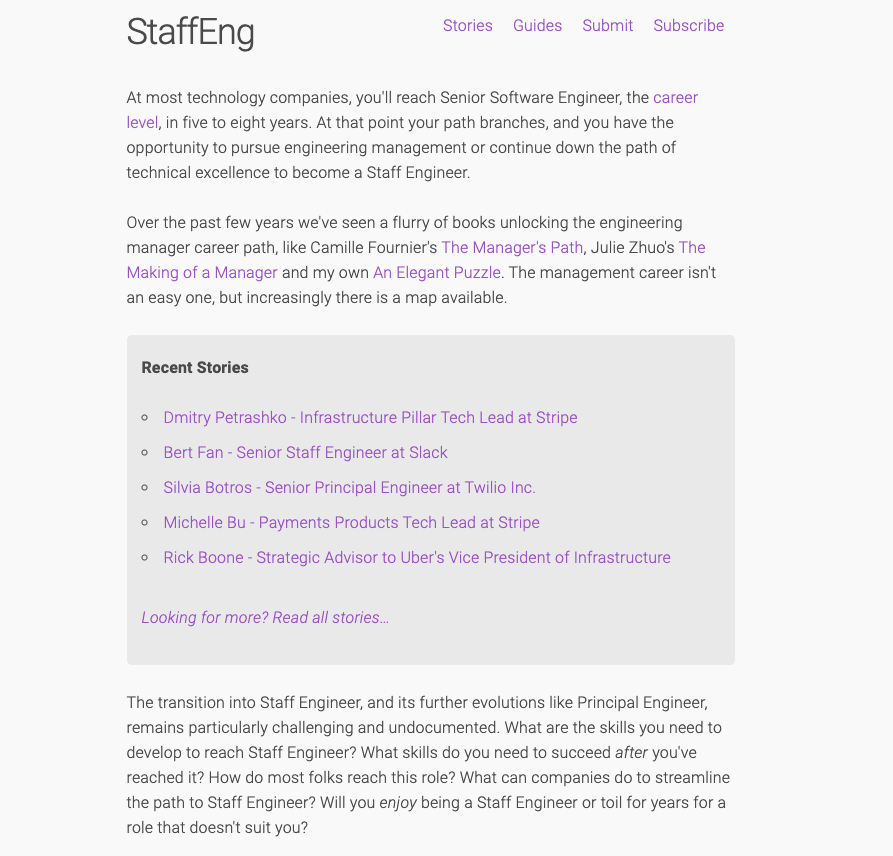 StaffEng
Stories Guides Submit Subscribe
At most technology companies, you'll reach Senior Software Engineer, the career
level, in five to eight years. At that point your path branches, and you have the
opportunity to pursue engineering management or continue down the path of
technical excellence to become a Staff Engineer.
Over the past few years we've seen a flurry of books unlocking the engineering
manager career path, like Camille Fournier's The Manager's Path, Julie Zhuo's The
Making of a Manager and my own An Elegant Puzzle. The management career isn't
an easy one, but increasingly there is a map available.
Recent Stories
Dmitry Petrashko - Infrastructure Pillar Tech Lead at Stripe
Bert Fan - Senior Staff Engineer at Slack
Silvia Botros - Senior Principal Engineer at Twilio Inc.
Michelle Bu - Payments Products Tech Lead at Stripe
Rick Boone - Strategic Advisor to Uber's Vice President of Infrastructure
Looking for more? Read all stories...
The transition into Staff Engineer, and its further evolutions like Principal Engineer,
remains particularly challenging and undocumented. What are the skills you need to
develop to reach Staff Engineer? What skills do you need to succeed after you've
reached it? How do most folks reach this role? What can companies do to streamline
the path to Staff Engineer? Will you enjoy being a Staff Engineer or toil for years for a
role that doesn't suit you?